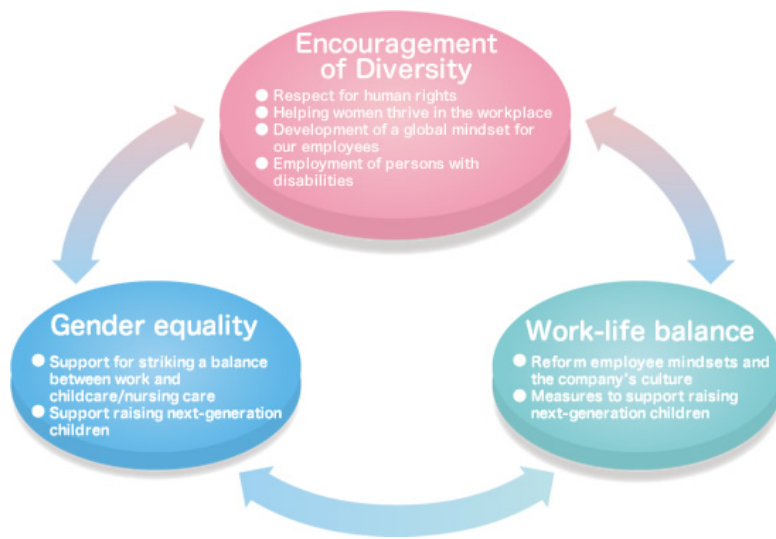 Encouragement
of Diversity
● Respect for human rights
● Helping women thrive in the workplace
● Development of a global mindset for
our employees
● Employment of persons with
disabilities
Gender equality
● Support for striking a balance
between work and
childcare/nursing care
● Support raising next-generation
children
Work-life balance
● Reform employee mindsets and
the company's culture
● Measures to support raising
next-generation children